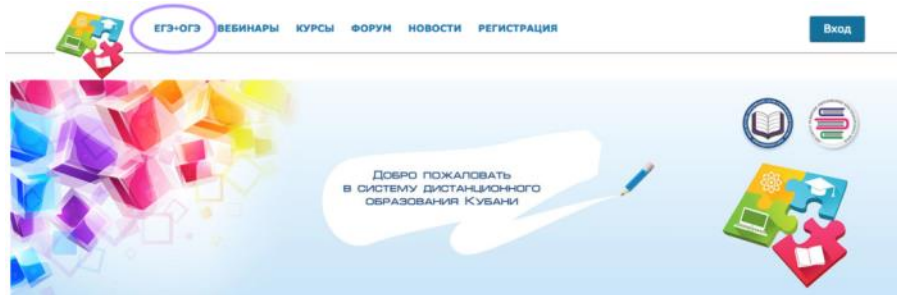 ЕГЭ+ОГЭ ВЕБИНАРЫ КУРСЫ ФОРУМ НОВОСТИ РЕГИСТРАЦИЯ Вход
Добро пожаловать
в систему дистанционного
образования Кубани